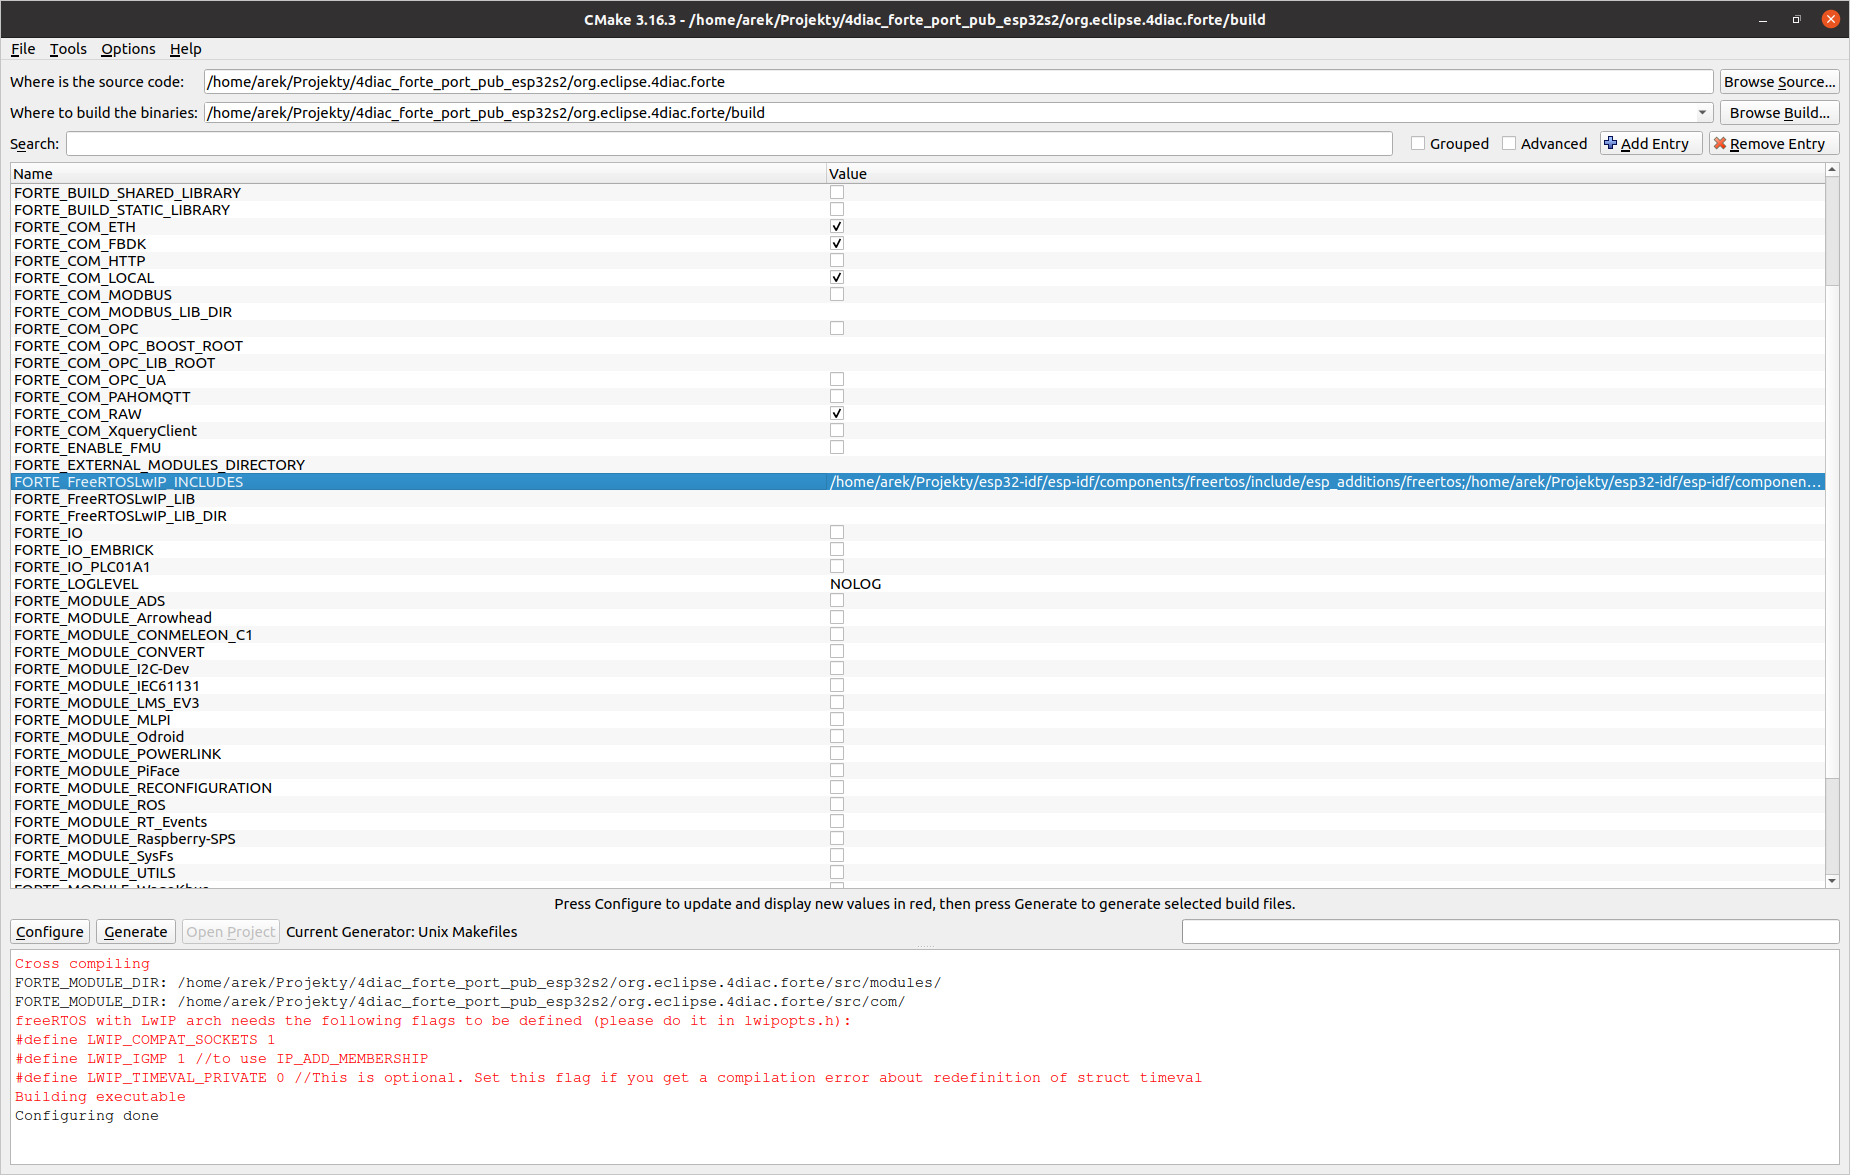 CMake 3.16.3 - /home/arek/Projekty/4diac_forte_port_pub_esp32s2/org.eclipse.4diac.forte/build
File Tools Options Help
Where is the source code: /home/arek/Projekty/4diac_forte_port_pub_esp32s2/org.eclipse.4diac.forte Browse Source...
Where to build the binaries: /home/arek/Projekty/4diac_forte_port_pub_esp32s2/org.eclipse.4diac.forte/build Browse Build...
Search: Grouped Advanced Add Entry Remove Entry
Name Value
FORTE_BUILD_SHARED_LIBRARY
FORTE_BUILD_STATIC_LIBRARY
FORTE_COM_ETH
FORTE_COM_FBDK
FORTE_COM_HTTP
FORTE_COM_LOCAL
FORTE_COM_MODBUS
FORTE_COM_MODBUS_LIB_DIR
FORTE_COM_OPC
FORTE_COM_OPC_BOOST_ROOT
FORTE_COM_OPC_LIB_ROOT
FORTE_COM_OPC_UA
FORTE_COM_PAHOMQTT
FORTE_COM_RAW
FORTE_COM_XqueryClient
FORTE_ENABLE_FMU
FORTE_EXTERNAL_MODULES_DIRECTORY
FORTE_FreeRTOSLwIP_INCLUDES /home/arek/Projekty/esp32-idf/esp-idf/components/freertos/include/esp_additions/freertos;/home/arek/Projekty/esp32-idf/esp-idf/componen...
FORTE_FreeRTOSLwIP_LIB
FORTE_FreeRTOSLwIP_LIB_DIR
FORTE_IO
FORTE_IO_EMBRICK
FORTE_IO_PLC01A1
FORTE_LOGLEVEL NOLOG
FORTE_MODULE_ADS
FORTE_MODULE_Arrowhead
FORTE_MODULE_CONMELEON_C1
FORTE_MODULE_CONVERT
FORTE_MODULE_I2C-Dev
FORTE_MODULE_IEC61131
FORTE_MODULE_LMS_EV3
FORTE_MODULE_MLPI
FORTE_MODULE_Odroid
FORTE_MODULE_POWERLINK
FORTE_MODULE_PiFace
FORTE_MODULE_RECONFIGURATION
FORTE_MODULE_ROS
FORTE_MODULE_RT_Events
FORTE_MODULE_Raspberry-SPS
FORTE_MODULE_SysFs
FORTE_MODULE_UTILS
Press Configure to update and display new values in red, then press Generate to generate selected build files.
Configure Generate Open Project Current Generator: Unix Makefiles
Cross compiling
FORTE_MODULE_DIR: /home/arek/Projekty/4diac_forte_port_pub_esp32s2/org.eclipse.4diac.forte/src/modules/
FORTE_MODULE_DIR: /home/arek/Projekty/4diac_forte_port_pub_esp32s2/org.eclipse.4diac.forte/src/com/
freeRTOS with LwIP arch needs the following flags to be defined (please do it in lwipopts.h):
#define LWIP_COMPAT_SOCKETS 1
#define LWIP_IGMP 1 //to use IP_ADD_MEMBERSHIP
#define LWIP_TIMEVAL_PRIVATE 0 //This is optional. Set this flag if you get a compilation error about redefinition of struct timeval
Building executable
Configuring done